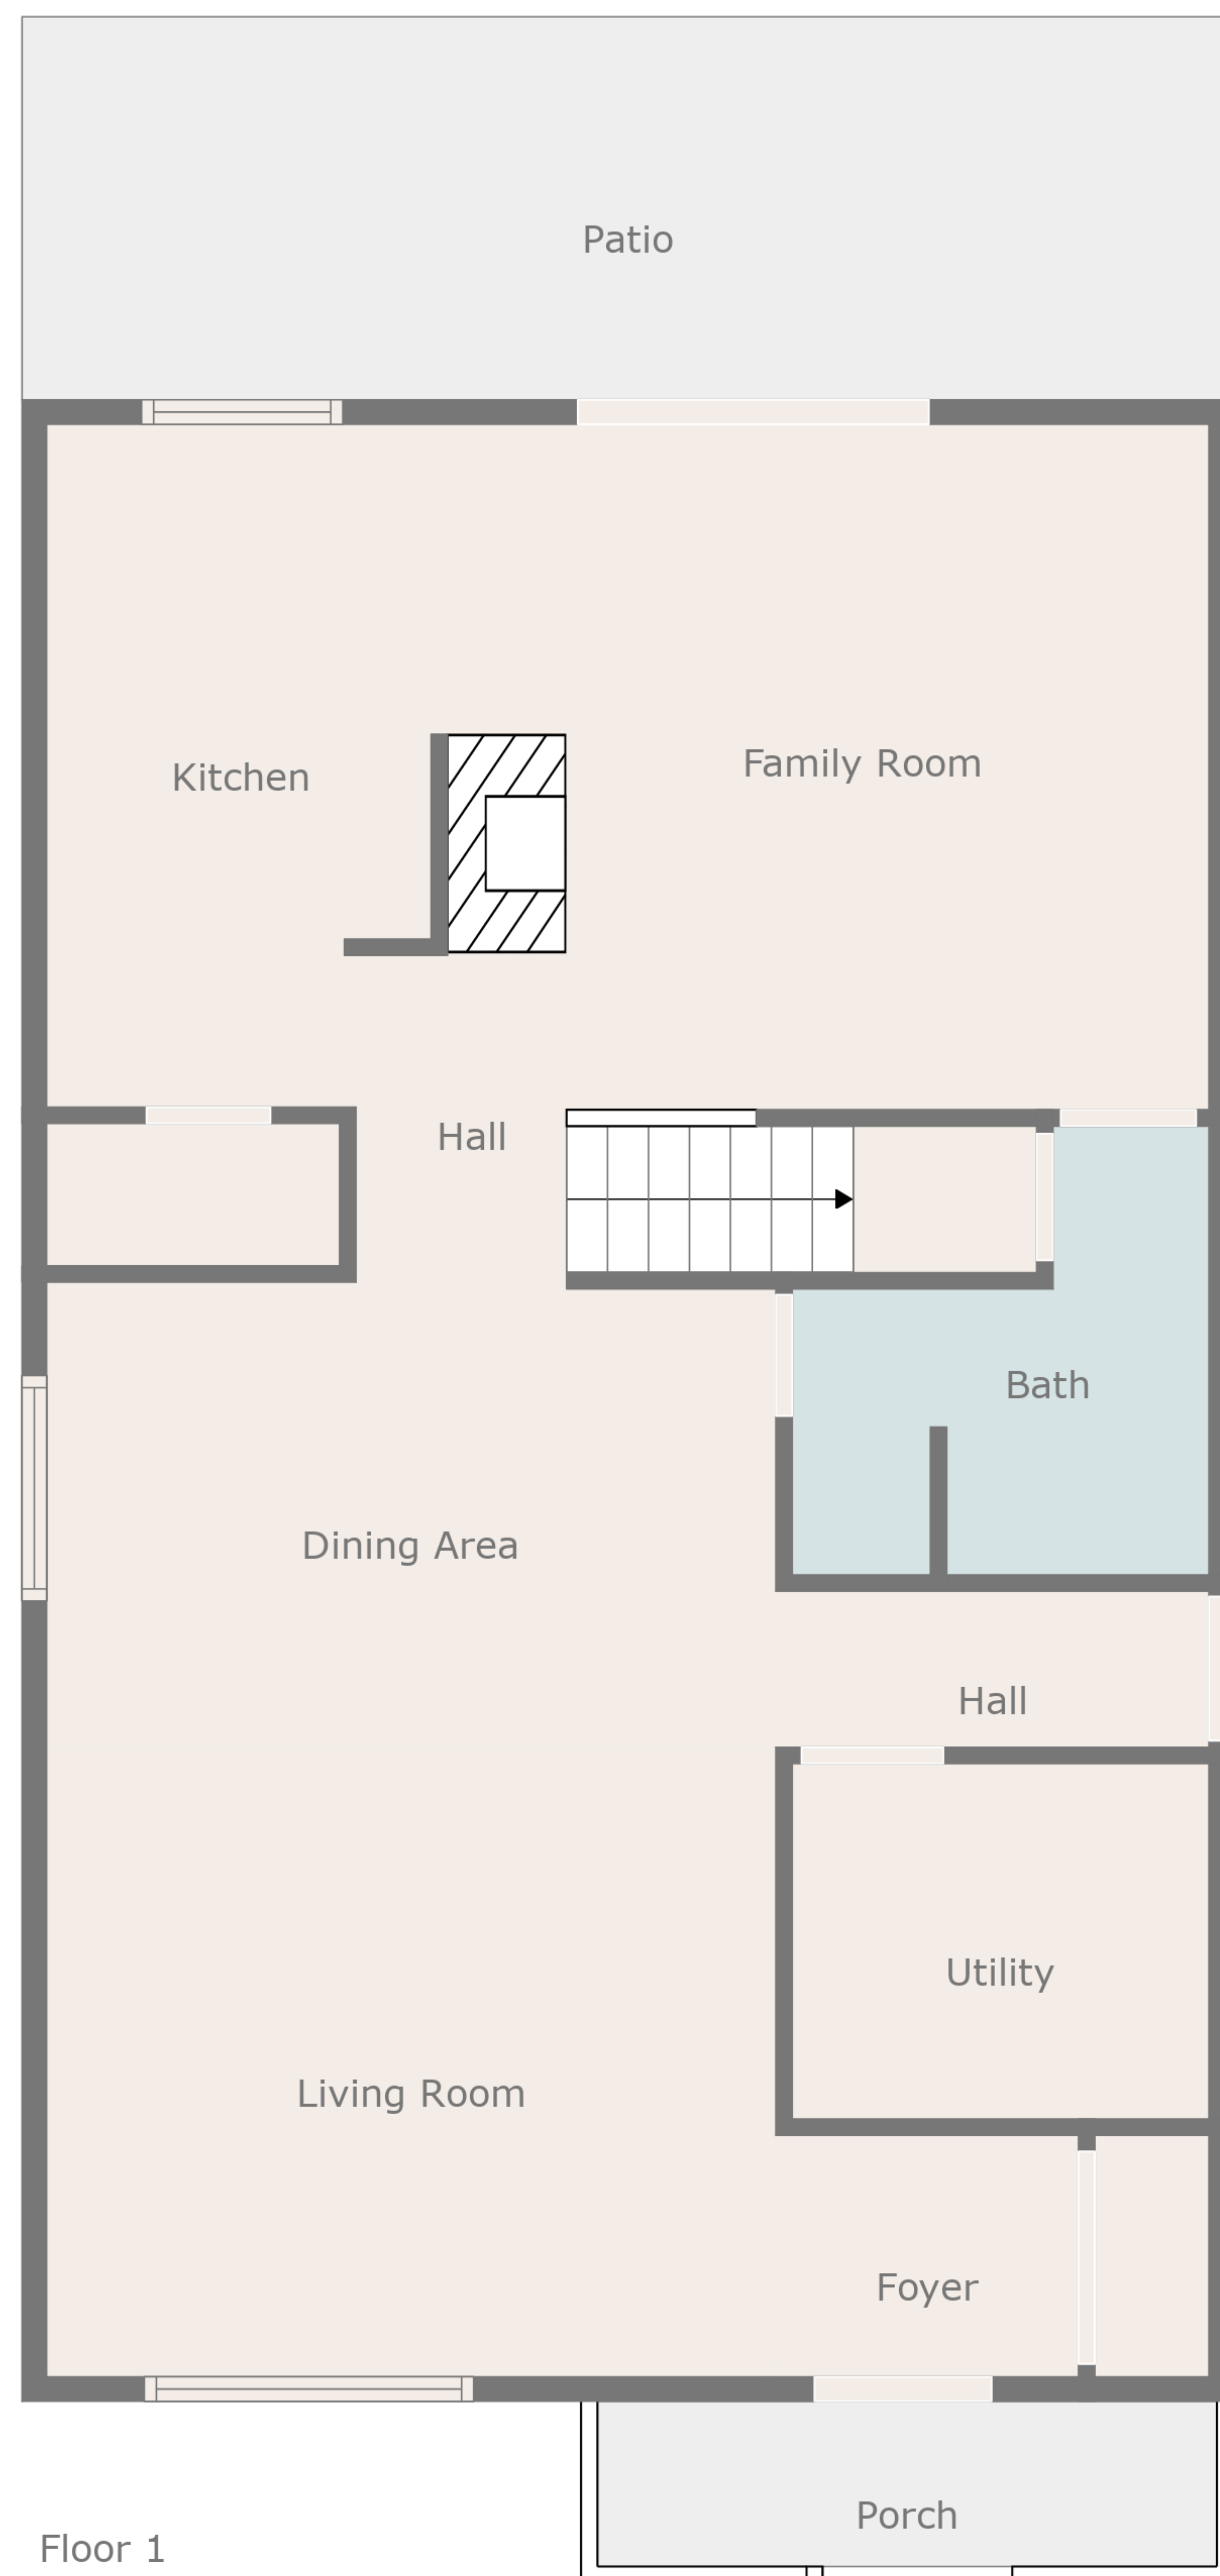 Patio
Kitchen
Family Room
Hall
Bath
Dining Area
Hall
Utility
Living Room
Foyer
Porch
Floor 1